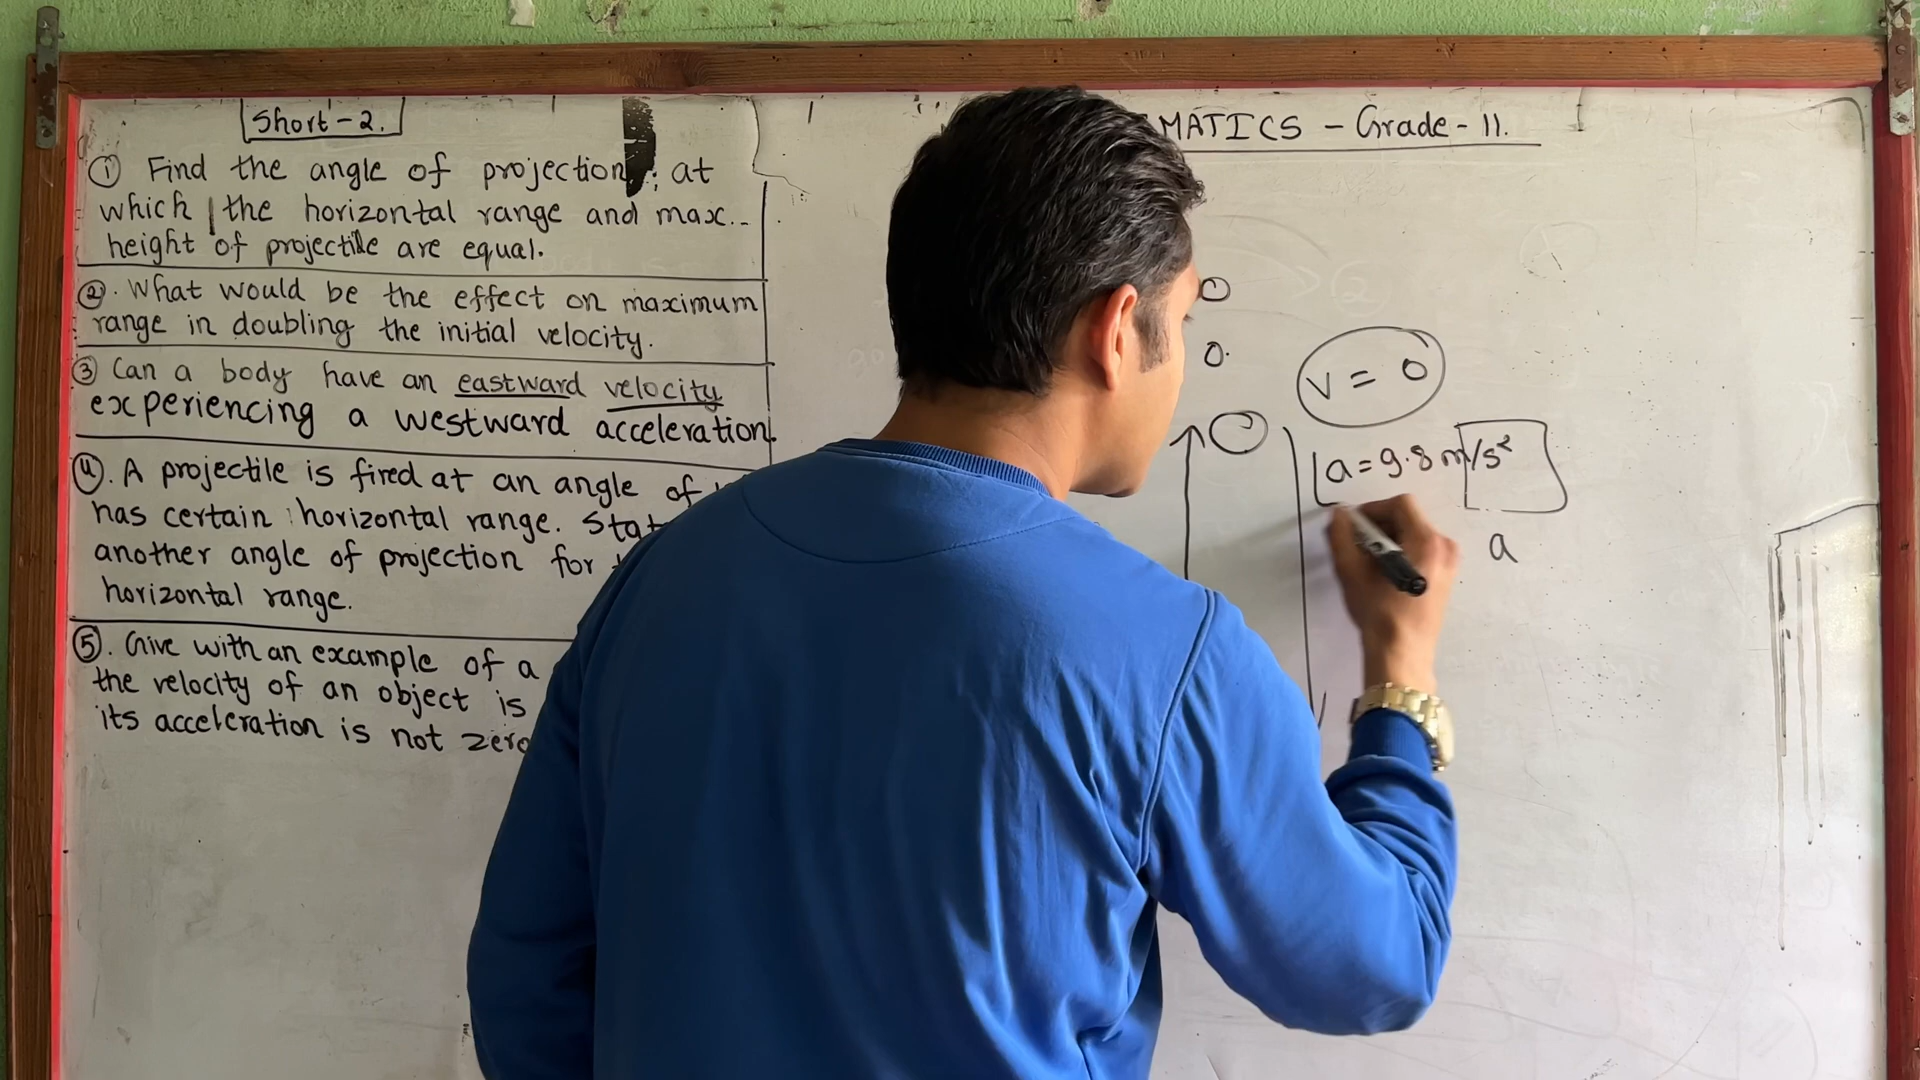 Short-2.
① Find the angle of projection, at
which the horizontal range and max.
height of projectile are equal.
②. What would be the effect on maximum
range in doubling the initial velocity.
③ Can a body have an eastward velocity
experiencing a westward acceleration.
④. A projectile is fired at an angle of
has certain horizontal range. Stat
another angle of projection for
horizontal range.
⑤. Give with an example of a
the velocity of an object is
its acceleration is not zero
MATICS - Grade - 11.
v = 0
a = 9.8 m/s²
a